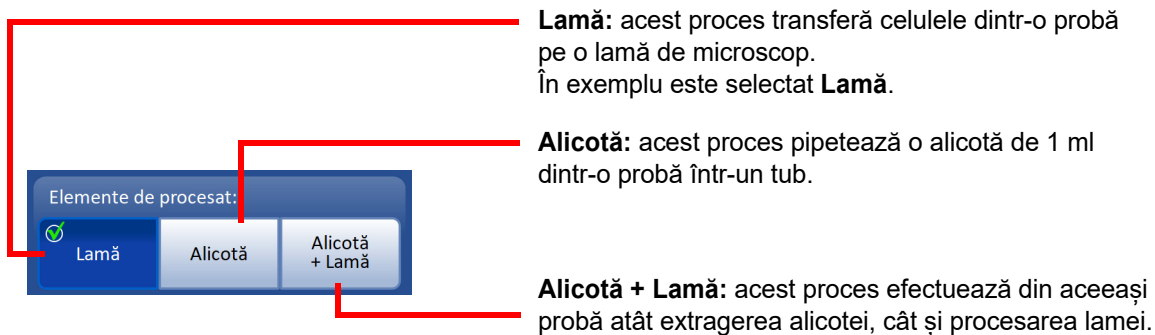 Lamă: acest proces transferă celulele dintr-o probă
pe o lamă de microscop.
În exemplu este selectat Lamă.
Alicotă: acest proces pipetează o alicotă de 1 ml
dintr-o probă într-un tub.
Elemente de procesat:
Lamă
Alicotă
Alicotă
+ Lamă
Alicotă + Lamă: acest proces efectuează din aceeași
probă atât extragerea alicotei, cât și procesarea lamei.